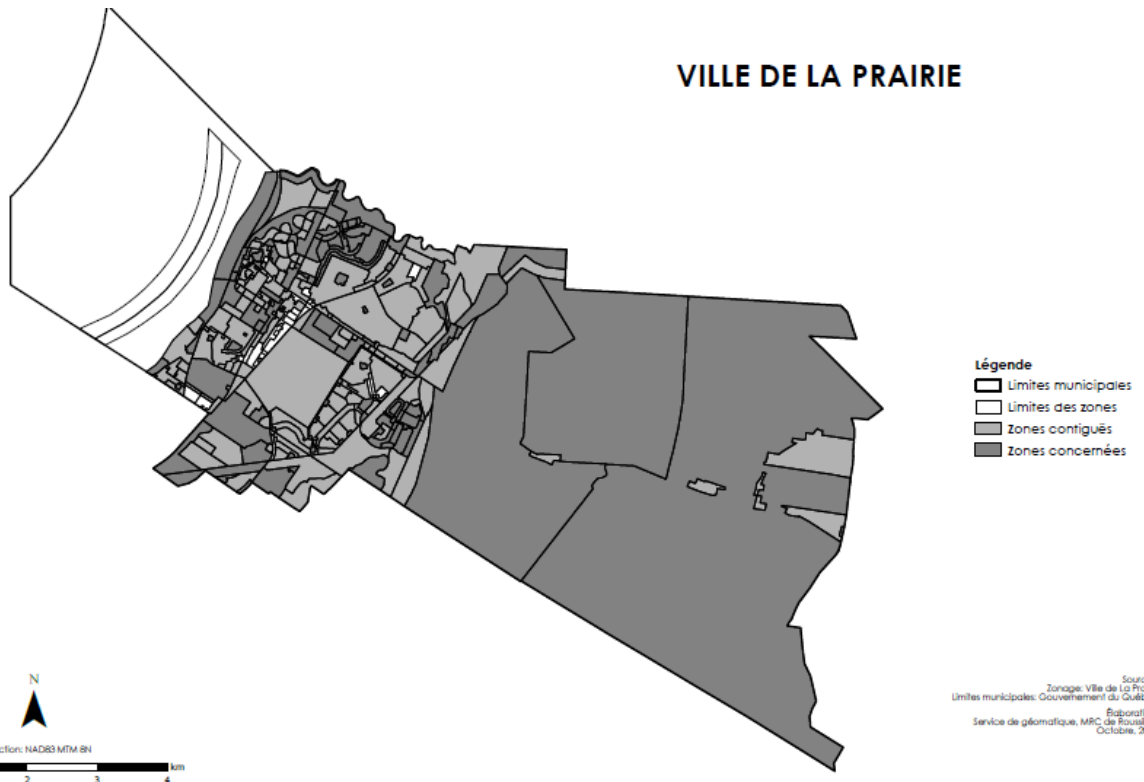 VILLE DE LA PRAIRIE
Légende
Limites municipales
Limites des zones
Zones contiguës
Zones concernées
N
NAD83 MTM 8N
km
2 3 4
Zonage: Ville de La
Limites municipales: Gouvernement du
Service de géomatique, MRC de
Octobre,